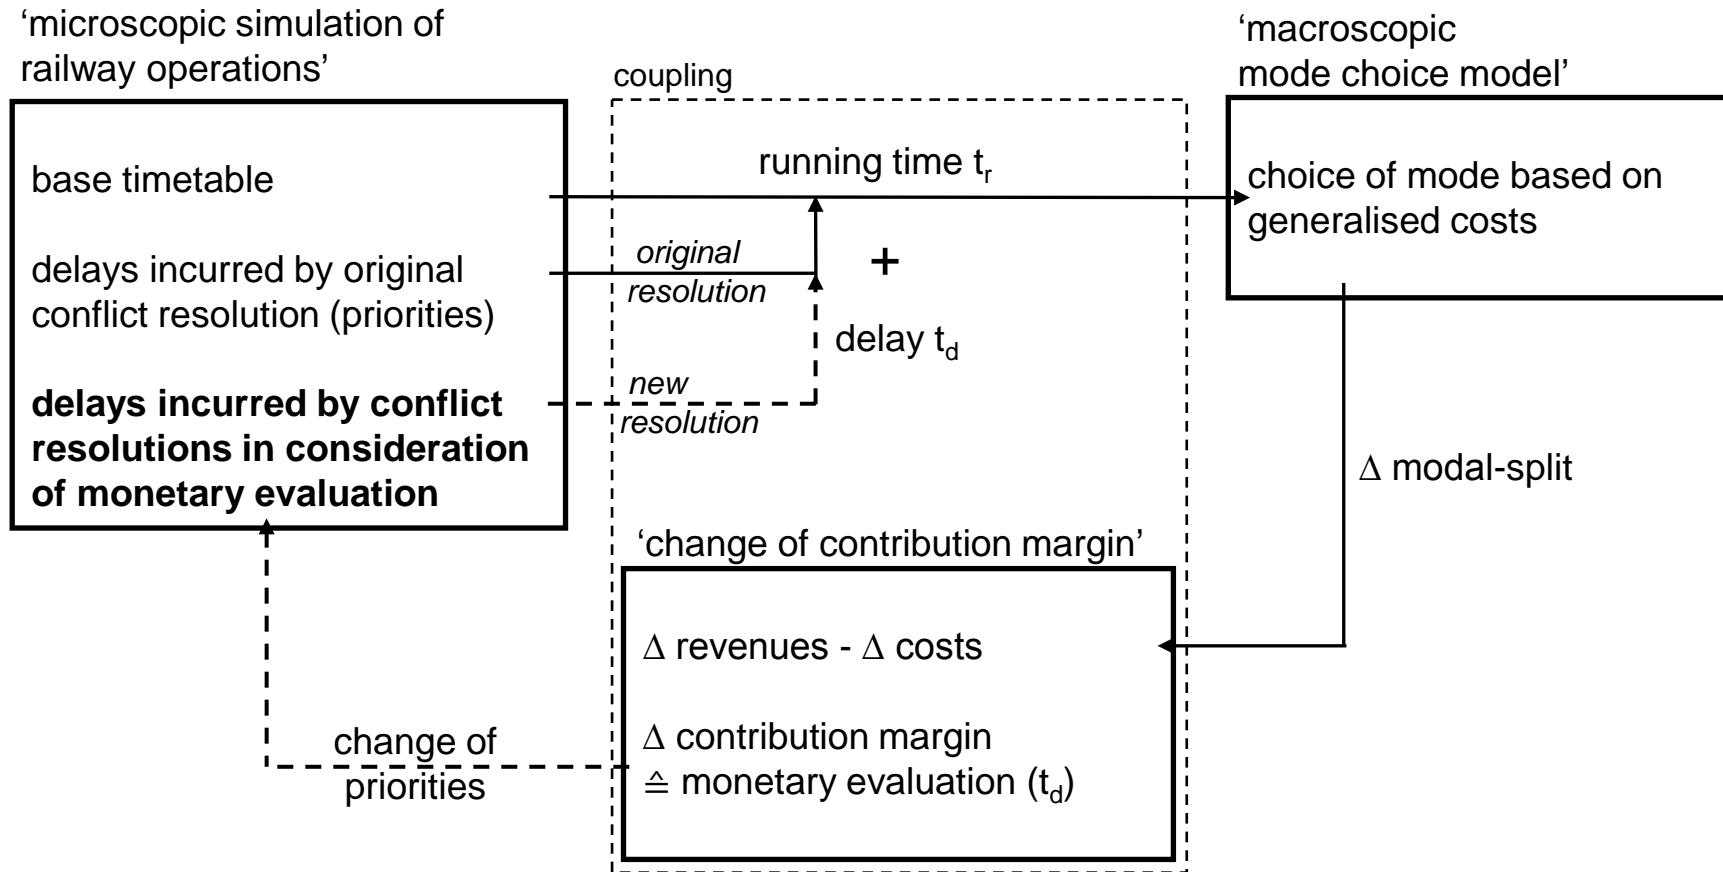 ‘microscopic simulation of
railway operations’
base timetable
delays incurred by original
conflict resolution (priorities)
delays incurred by conflict
resolutions in consideration
of monetary evaluation
coupling
running time tr
original
resolution
+
delay td
new
resolution
‘macroscopic
mode choice model’
choice of mode based on
generalised costs
Δ modal-split
‘change of contribution margin’
Δ revenues - Δ costs
Δ contribution margin
≙ monetary evaluation (td)
change of
priorities